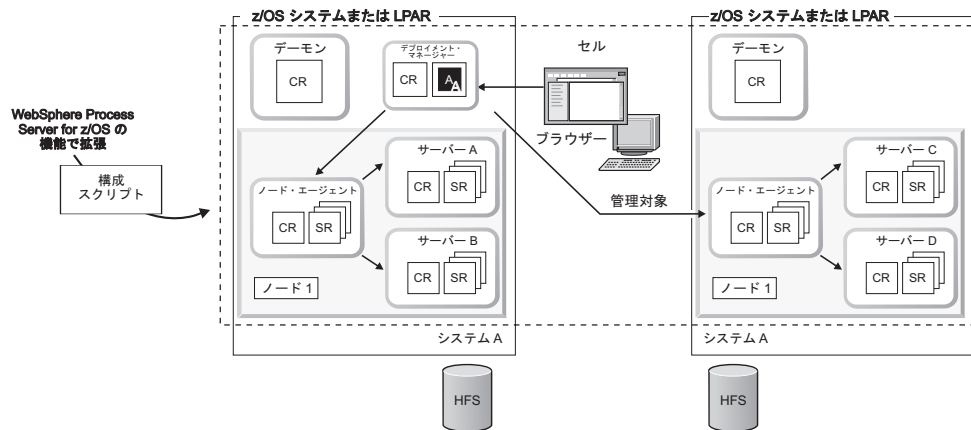 z/OS システムまたは LPAR
デーモン
CR
デプロイメント・
マネージャー
CR
AA
セル
ブラウザー
WebSphere Process
Server for z/OS の
機能で拡張
構成
スクリプト
ノード・エージェント
CR
SR
サーバー A
CR
SR
サーバー B
CR
SR
ノード 1
システム A
HFS
管理対象
z/OS システムまたは LPAR
デーモン
CR
ノード・エージェント
CR
SR
サーバー C
CR
SR
サーバー D
CR
SR
ノード 1
システム A
HFS